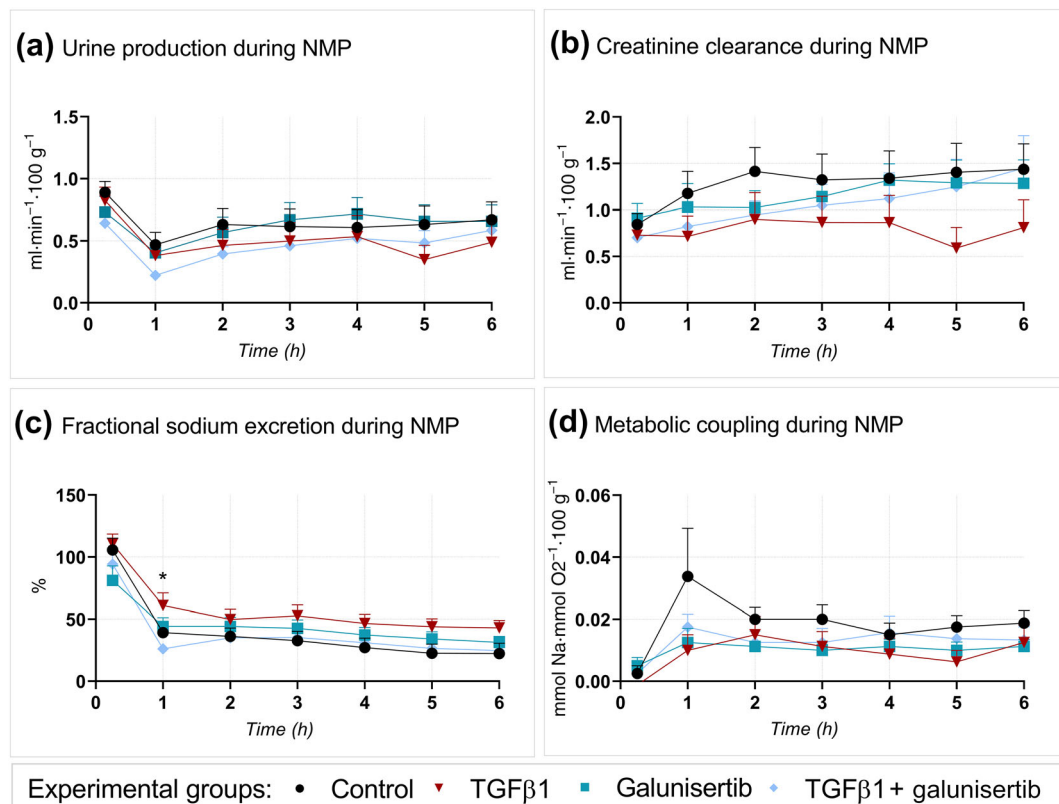 (a) Urine production during NMP
ml·min⁻¹·100 g⁻¹
1.5
1.0
0.5
0.0
0 1 2 3 4 5 6
Time (h)
(b) Creatinine clearance during NMP
ml·min⁻¹·100 g⁻¹
2.0
1.5
1.0
0.5
0.0
0 1 2 3 4 5 6
Time (h)
(c) Fractional sodium excretion during NMP
%
150
100
50
0
*
0 1 2 3 4 5 6
Time (h)
(d) Metabolic coupling during NMP
mmol Na·mmol O2⁻¹·100 g⁻¹
0.06
0.04
0.02
0.00
0 1 2 3 4 5 6
Time (h)
Experimental groups: Control TGFβ1 Galunisertib TGFβ1+ galunisertib